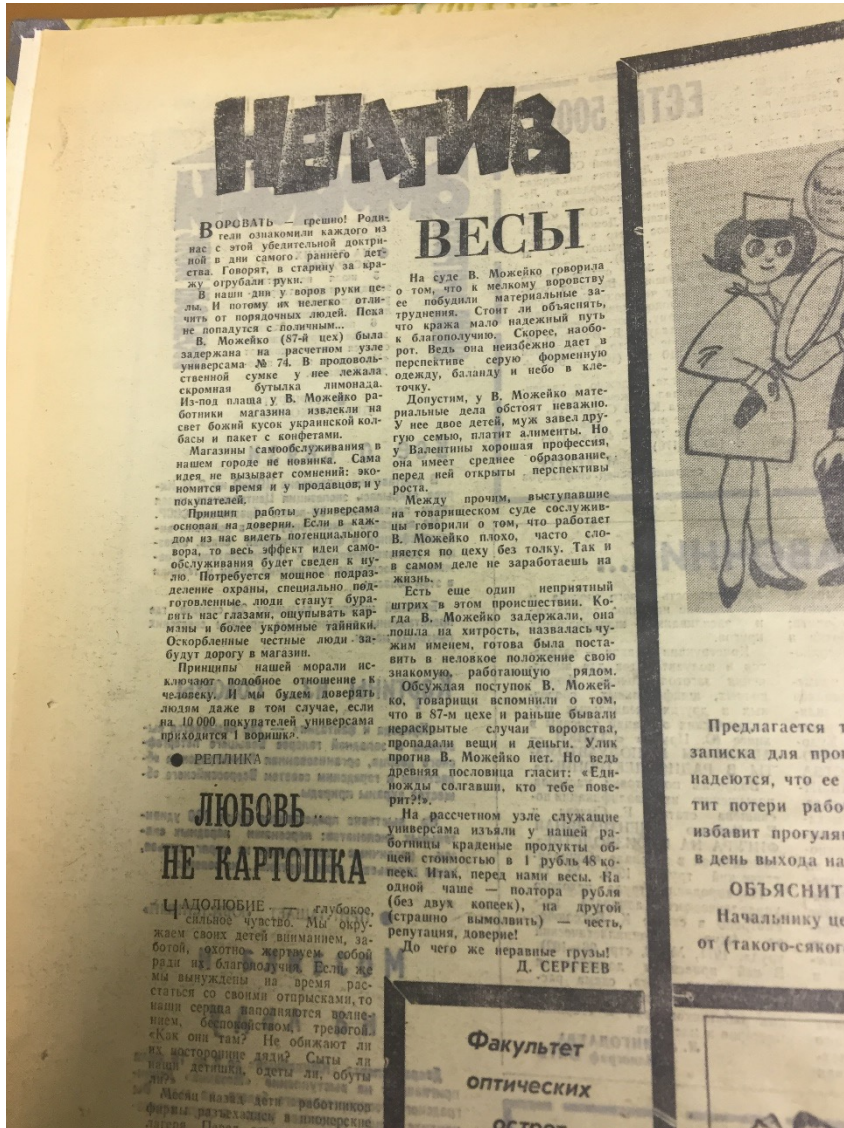 НЕГАТИВ
ВЕСЫ
ВОРОВАТЬ — грешно! Роди-
тели ознакомили каждого из
нас с этой убедительной доктри-
ной в дни самого раннего дет-
ства. Говорят, в старину за кра-
жу отрубали руки.
В наши дни у воров руки це-
лы. И потому их нелегко отли-
чить от порядочных людей. Пока
не попадутся с поличным...
В. Можейко (87-й цех) была
задержана на расчетном узле
универсама № 74. В продоволь-
ственной сумке у нее лежала
скромная бутылка лимонада.
Из-под плаща у В. Можейко ра-
ботники магазина извлекли на
свет божий кусок украинской кол-
басы и пакет с конфетами.
Магазины самообслуживания в
нашем городе не новинка. Сама
идея не вызывает сомнений: эко-
номится время и у продавцов, и у
покупателей.
Принцип работы универсама
основан на доверии. Если в каж-
дом из нас видеть потенциального
вора, то весь эффект идеи само-
обслуживания будет сведен к ну-
лю. Потребуется мощное подраз-
деление охраны, специально под-
готовленные люди станут бура-
вить нас глазами, ощупывать кар-
маны и более укромные тайники.
Оскорбленные честные люди за-
будут дорогу в магазин.
Принципы нашей морали ис-
ключают подобное отношение к
человеку. И мы будем доверять
людям даже в том случае, если
на 10 000 покупателей универсама
приходится 1 воришка.
На суде В. Можейко говорила
о том, что к мелкому воровству
ее побудили материальные за-
труднения. Стоит ли объяснять,
что кража мало надежный путь
к благополучию. Скорее, наобо-
рот. Ведь она неизбежно дает в
перспективе серую форменную
одежду, баланду и небо в кле-
точку.
Допустим, у В. Можейко мате-
риальные дела обстоят неважно.
У нее двое детей, муж завел дру-
гую семью, платит алименты. Но
у Валентины хорошая профессия,
она имеет среднее образование,
перед ней открыты перспективы
роста.
Между прочим, выступавшие
на товарищеском суде сослужив-
цы говорили о том, что работает
В. Можейко плохо, часто сло-
няется по цеху без толку. Так и
в самом деле не заработаешь на
жизнь.
Есть еще один неприятный
штрих в этом происшествии. Ко-
гда В. Можейко задержали, она
пошла на хитрость, назвалась чу-
жим именем, готова была поста-
вить в неловкое положение свою
знакомую, работающую рядом.
Обсуждая поступок В. Можей-
ко, товарищи вспомнили о том,
что в 87-м цехе и раньше бывали
нераскрытые случаи воровства,
пропадали вещи и деньги. Улик
против В. Можейко нет. Но ведь
древняя пословица гласит: «Еди-
ножды солгавши, кто тебе пове-
рит?!».
На рассчетном узле служащие
универсама изъяли у нашей ра-
ботницы краденые продукты об-
щей стоимостью в 1 рубль 48 ко-
пеек. Итак, перед нами весы. На
одной чаше — полтора рубля
(без двух копеек), на другой
(страшно вымолвить) — честь,
репутация, доверие!
До чего же неравные грузы!
Д. СЕРГЕЕВ
РЕПЛИКА
ЛЮБОВЬ
НЕ КАРТОШКА
ЧАДОЛЮБИЕ — глубокое,
сильное чувство. Мы окру-
жаем своих детей вниманием, за-
ботой, охотно жертвуем собой
ради их благополучия. Если же
мы вынуждены на время рас-
статься со своими отпрысками, то
наши сердца наполняются волне-
нием, беспокойством, тревогой.
«Как они там? Не обижают ли
их посторонние дяди? Сыты ли
наши детишки, одеты ли, обуты
ли?»
Месяц назад дети работников
фирмы разъехались в пионерские
лагеря.
Факультет
оптических
острот
Предлагается
записка для
надеются, что ее
тит потери рабо
избавит прогуля
в день выхода на
ОБЪЯСНИТ
Начальнику це
от (такого-сяког